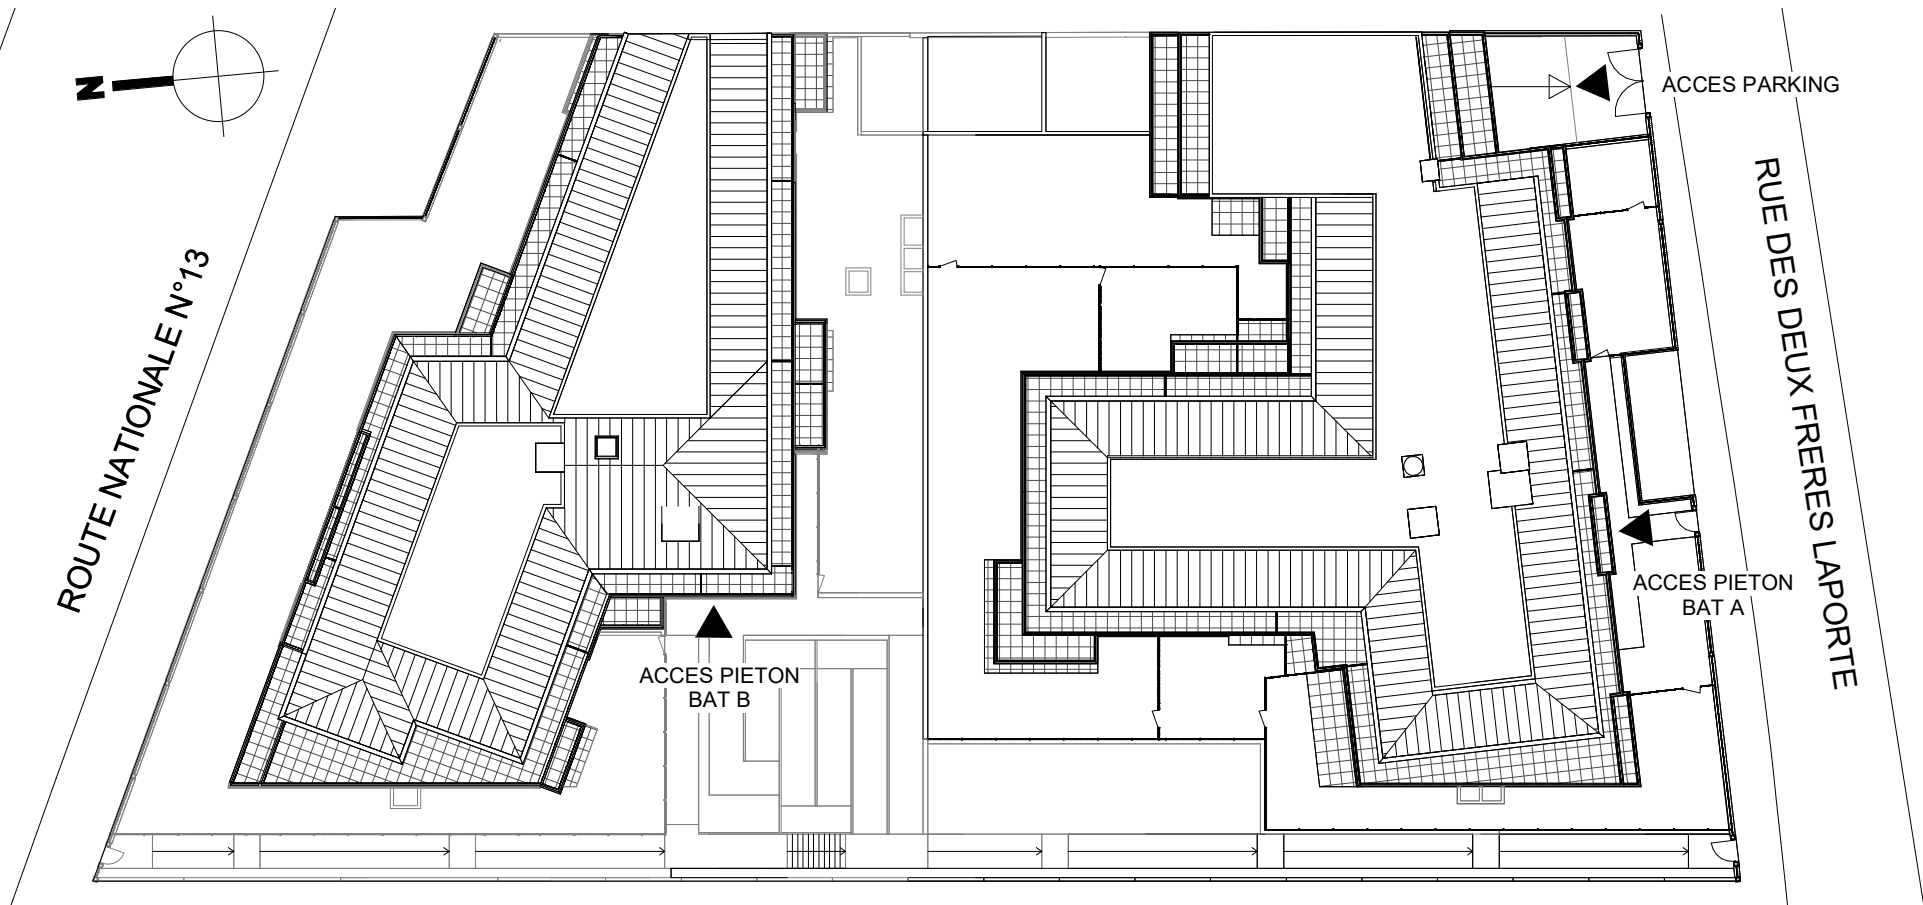 N
ACCES PARKING
ROUTE NATIONALE N°13
RUE DES DEUX FRERES LAPORTE
ACCES PIETON
BAT A
ACCES PIETON
BAT B